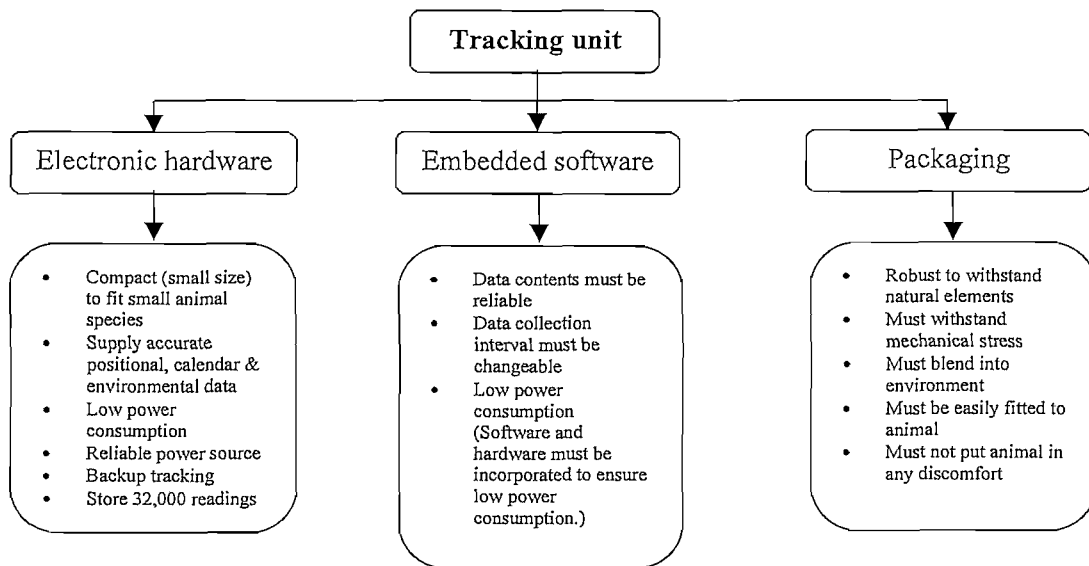 Tracking unit
Electronic hardware
Embedded software
Packaging
• Compact (small size)
to fit small animal
species
• Supply accurate
positional, calendar &
environmental data
• Low power
consumption
• Reliable power source
• Backup tracking
• Store 32,000 readings
• Data contents must be
reliable
• Data collection
interval must be
changeable
• Low power
consumption
(Software and
hardware must be
incorporated to ensure
low power
consumption.)
• Robust to withstand
natural elements
• Must withstand
mechanical stress
• Must blend into
environment
• Must be easily fitted to
animal
• Must not put animal in
any discomfort